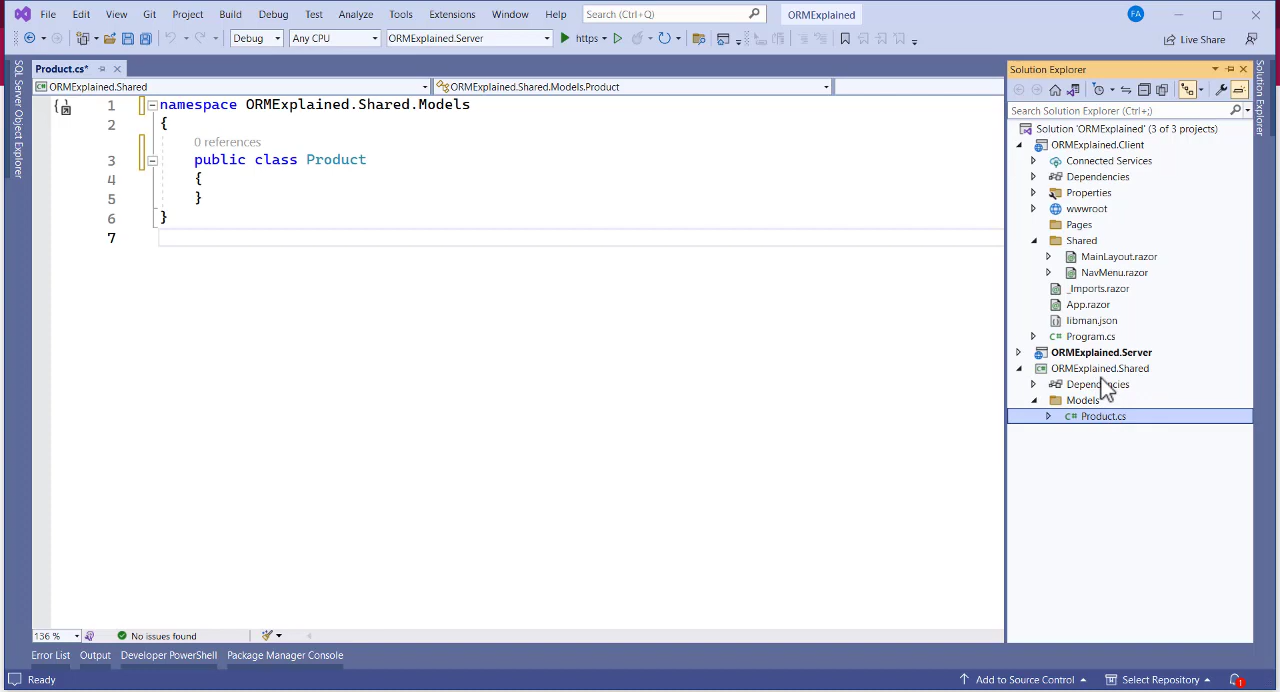 File Edit View Git Project Build Debug Test Analyze Tools Extensions Window Help Search (Ctrl+Q) ORMExplained FA
Debug Any CPU ORMExplained.Server https Live Share
SQL Server Object Explorer
Product.cs*
ORMExplained.Shared ORMExplained.Shared.Models.Product
1 namespace ORMExplained.Shared.Models
2 {
0 references
3 public class Product
4 {
5 }
6 }
7
136 % No issues found
Solution Explorer
Search Solution Explorer (Ctrl+;)
Solution 'ORMExplained' (3 of 3 projects)
ORMExplained.Client
Connected Services
Dependencies
Properties
wwwroot
Pages
Shared
MainLayout.razor
NavMenu.razor
_Imports.razor
App.razor
libman.json
C# Program.cs
ORMExplained.Server
C# ORMExplained.Shared
Dependencies
Models
C# Product.cs
Solution Explorer
Error List Output Developer PowerShell Package Manager Console
Ready Add to Source Control Select Repository 1